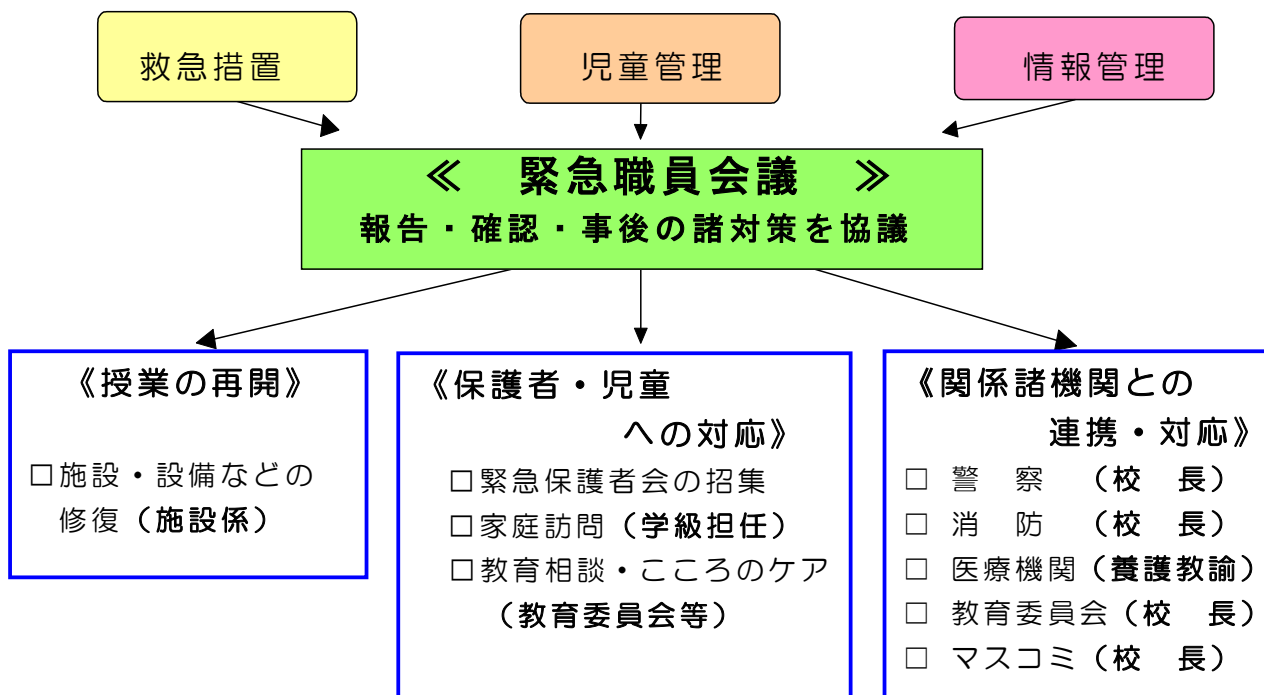 救急措置
児童管理
情報管理
≪　緊急職員会議　≫
報告・確認・事後の諸対策を協議
《授業の再開》
□施設・設備などの
修復（施設係）
《保護者・児童
への対応》
□緊急保護者会の招集
□家庭訪問（学級担任）
□教育相談・こころのケア
（教育委員会等）
《関係諸機関との
連携・対応》
□ 警　察　（校　長）
□ 消　防　（校　長）
□ 医療機関（養護教諭）
□ 教育委員会（校　長）
□ マスコミ（校　長）